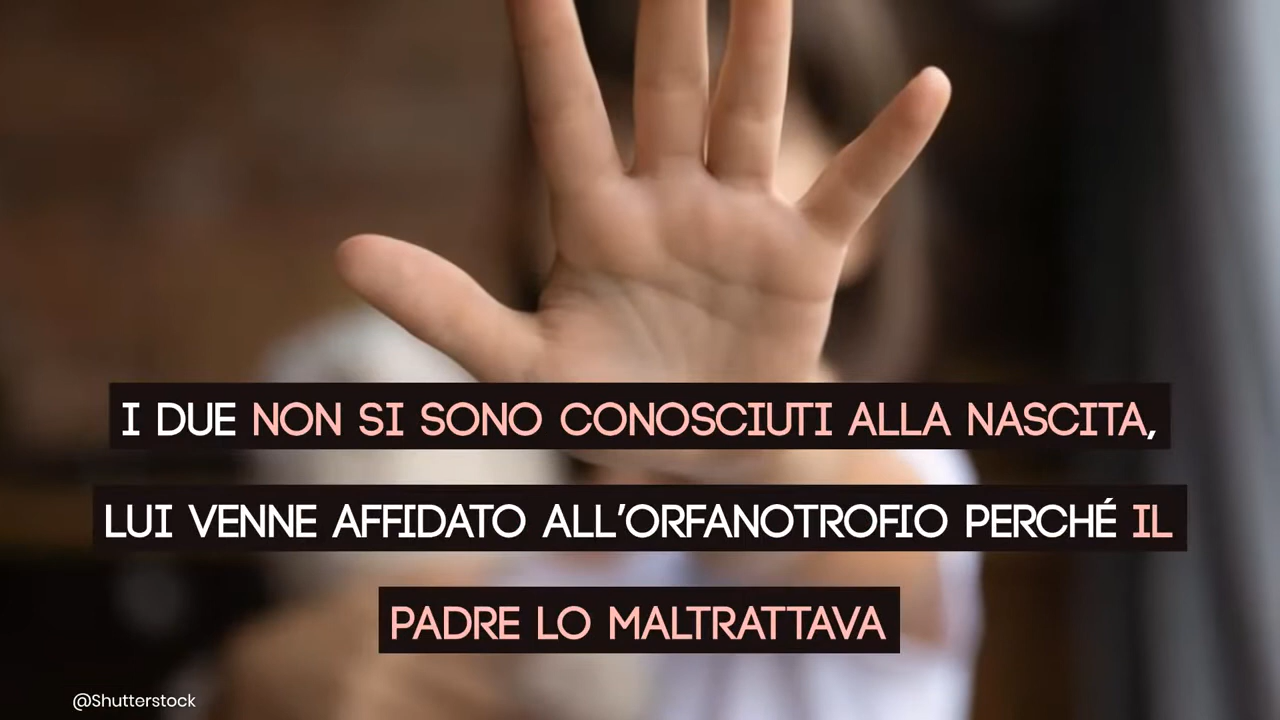 I DUE NON SI SONO CONOSCIUTI ALLA NASCITA,
LUI VENNE AFFIDATO ALL'ORFANOTROFIO PERCHÉ IL
PADRE LO MALTRATTAVA
@Shutterstock